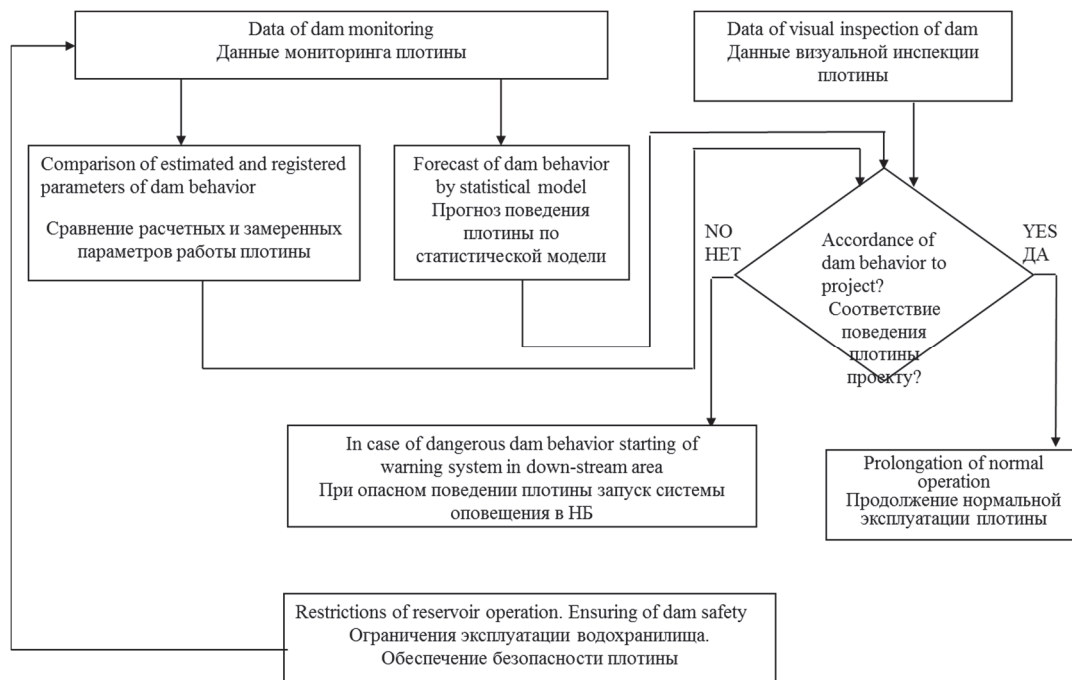 Data of dam monitoring
Данные мониторинга плотины
Data of visual inspection of dam
Данные визуальной инспекции
плотины
Comparison of estimated and registered
parameters of dam behavior
Сравнение расчетных и замеренных
параметров работы плотины
Forecast of dam behavior
by statistical model
Прогноз поведения
плотины по
статистической модели
NO
НЕТ
Accordance of
dam behavior to
project?
Соответствие
поведения
плотины
проекту?
YES
ДА
In case of dangerous dam behavior starting of
warning system in down-stream area
При опасном поведении плотины запуск системы
оповещения в НБ
Prolongation of normal
operation
Продолжение нормальной
эксплуатации плотины
Restrictions of reservoir operation. Ensuring of dam safety
Ограничения эксплуатации водохранилища.
Обеспечение безопасности плотины